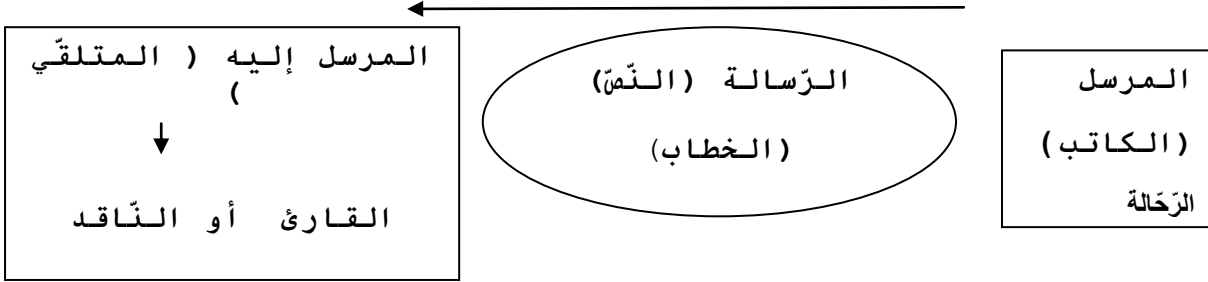 المرسل
(الكاتب)
الرّحّالة
الرّسالة (النّصّ)
(الخطاب)
المرسل إليه ( المتلقّي
)
القارئ أو النّاقد